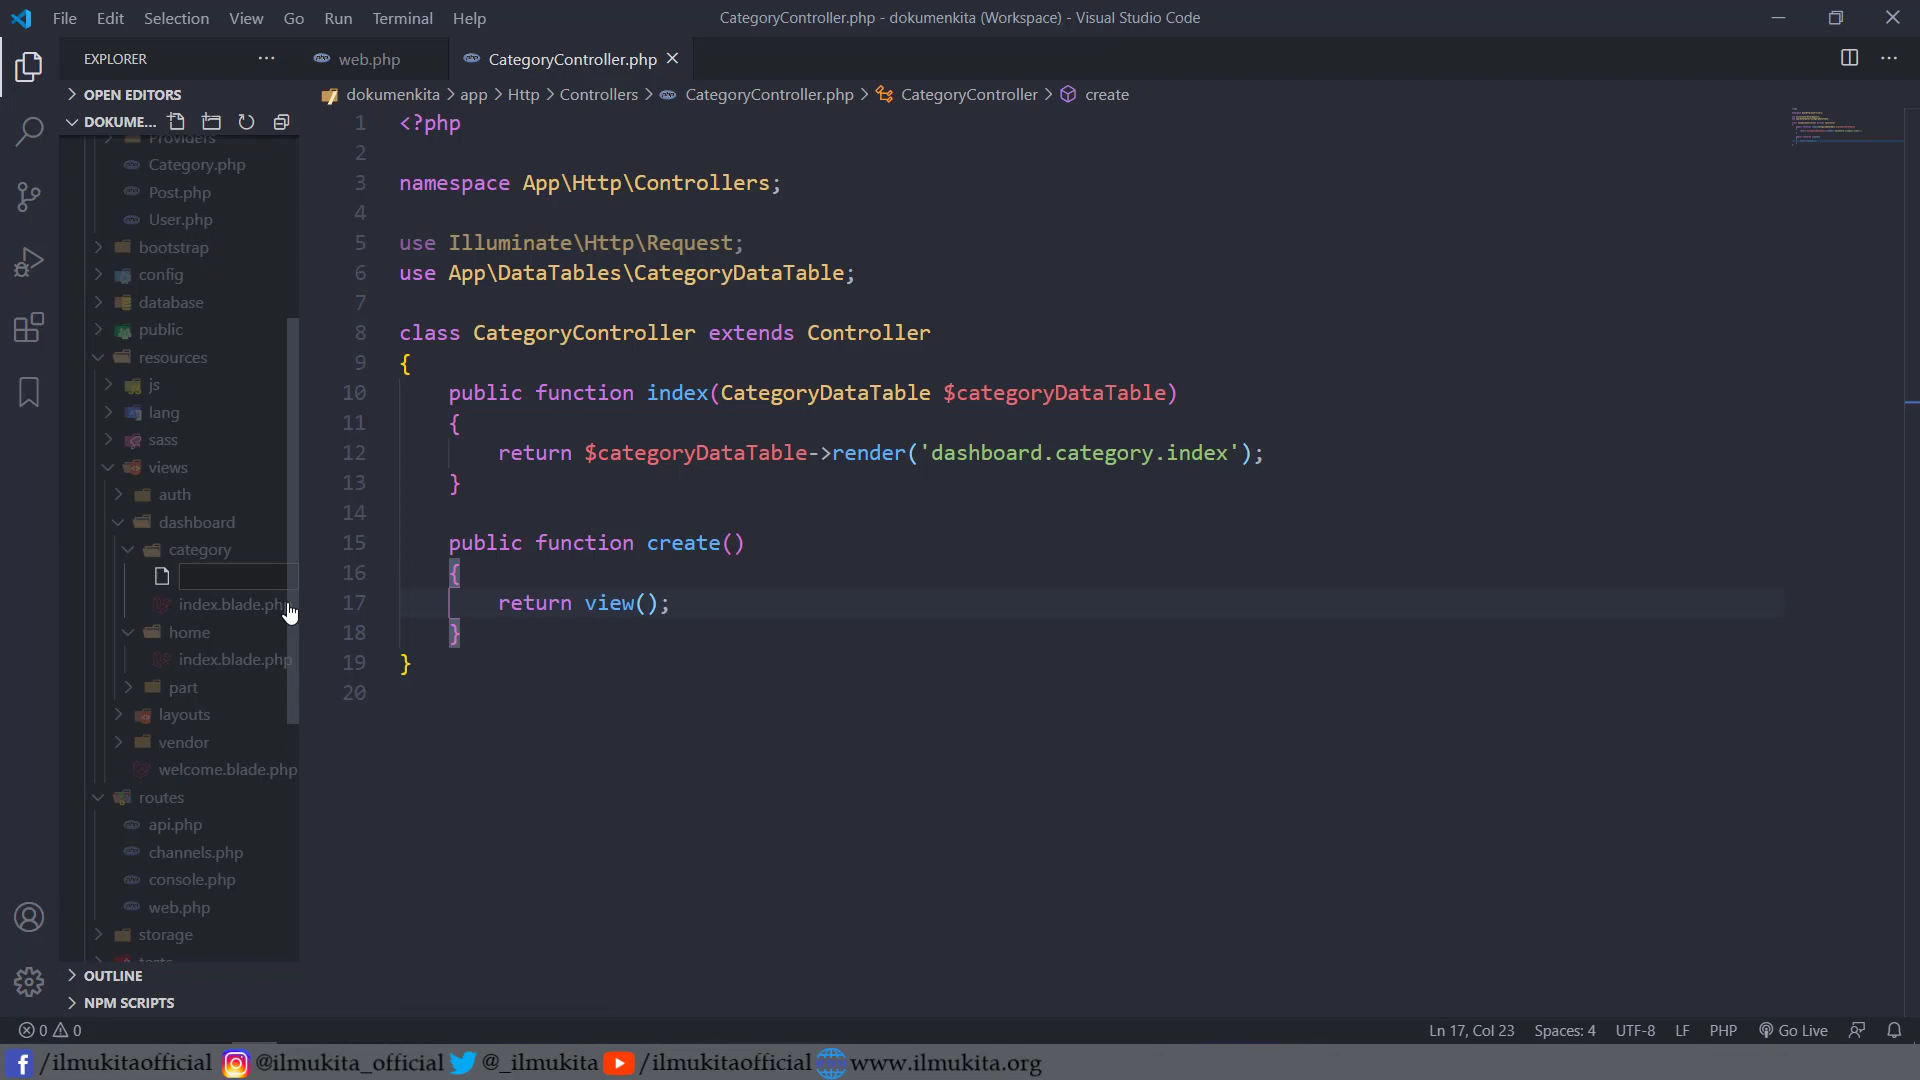 File Edit Selection View Go Run Terminal Help
CategoryController.php - dokumenkita (Workspace) - Visual Studio Code
EXPLORER
web.php
CategoryController.php
OPEN EDITORS
DOKUME...
Providers
Category.php
Post.php
User.php
bootstrap
config
database
public
resources
js
lang
sass
views
auth
dashboard
category
index.blade.php
home
index.blade.php
part
layouts
vendor
welcome.blade.php
routes
api.php
channels.php
console.php
web.php
storage
tests
OUTLINE
NPM SCRIPTS
dokumenkita > app > Http > Controllers > CategoryController.php > CategoryController > create
1 <?php
2
3 namespace App\Http\Controllers;
4
5 use Illuminate\Http\Request;
6 use App\DataTables\CategoryDataTable;
7
8 class CategoryController extends Controller
9 {
10 public function index(CategoryDataTable $categoryDataTable)
11 {
12 return $categoryDataTable->render('dashboard.category.index');
13 }
14
15 public function create()
16 {
17 return view();
18 }
19 }
20
0 0
Ln 17, Col 23 Spaces: 4 UTF-8 LF PHP Go Live
/ilmukitaofficial @ilmukita_official @_ilmukita /ilmukitaofficial www.ilmukita.org